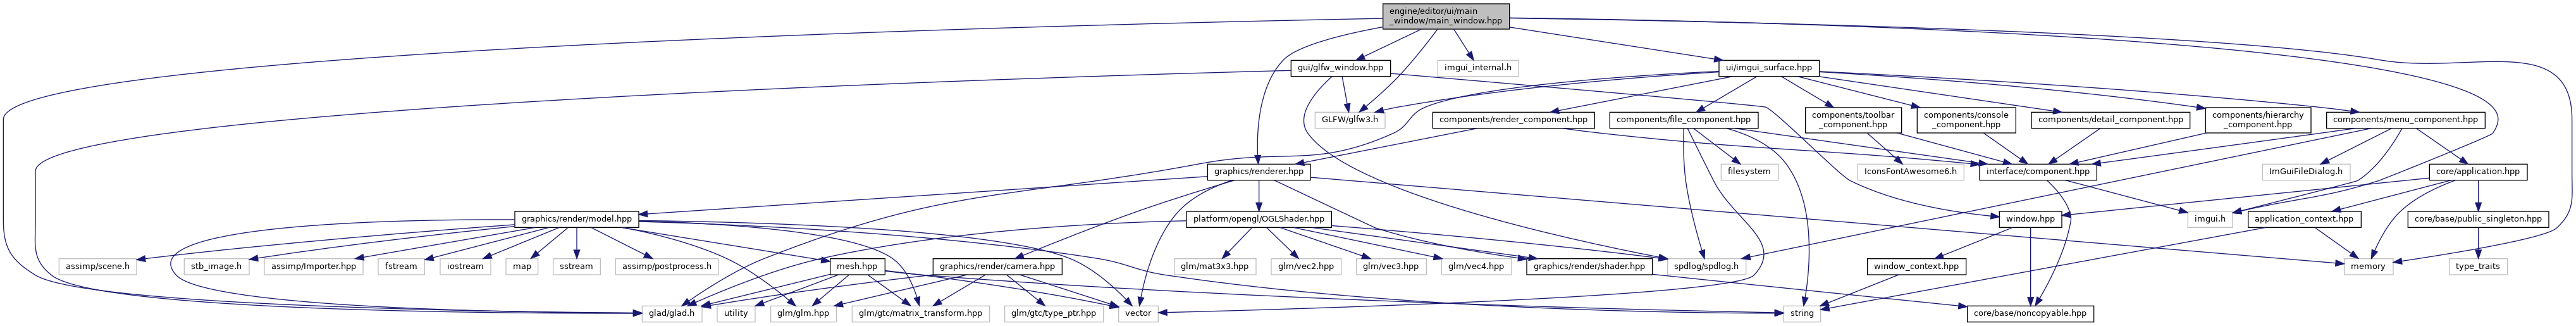 engine/editor/ui/main
_window/main_window.hpp
gui/glfw_window.hpp
imgui_internal.h
ui/imgui_surface.hpp
GLFW/glfw3.h
components/render_component.hpp
components/file_component.hpp
components/toolbar
_component.hpp
components/console
_component.hpp
components/detail_component.hpp
components/hierarchy
_component.hpp
components/menu_component.hpp
graphics/renderer.hpp
filesystem
IconsFontAwesome6.h
interface/component.hpp
ImGuiFileDialog.h
core/application.hpp
graphics/render/model.hpp
platform/opengl/OGLShader.hpp
window.hpp
imgui.h
application_context.hpp
core/base/public_singleton.hpp
assimp/scene.h
stb_image.h
assimp/Importer.hpp
fstream
iostream
map
sstream
assimp/postprocess.h
mesh.hpp
graphics/render/camera.hpp
glm/mat3x3.hpp
glm/vec2.hpp
glm/vec3.hpp
glm/vec4.hpp
graphics/render/shader.hpp
spdlog/spdlog.h
window_context.hpp
memory
type_traits
glad/glad.h
utility
glm/glm.hpp
glm/gtc/matrix_transform.hpp
glm/gtc/type_ptr.hpp
vector
string
core/base/noncopyable.hpp